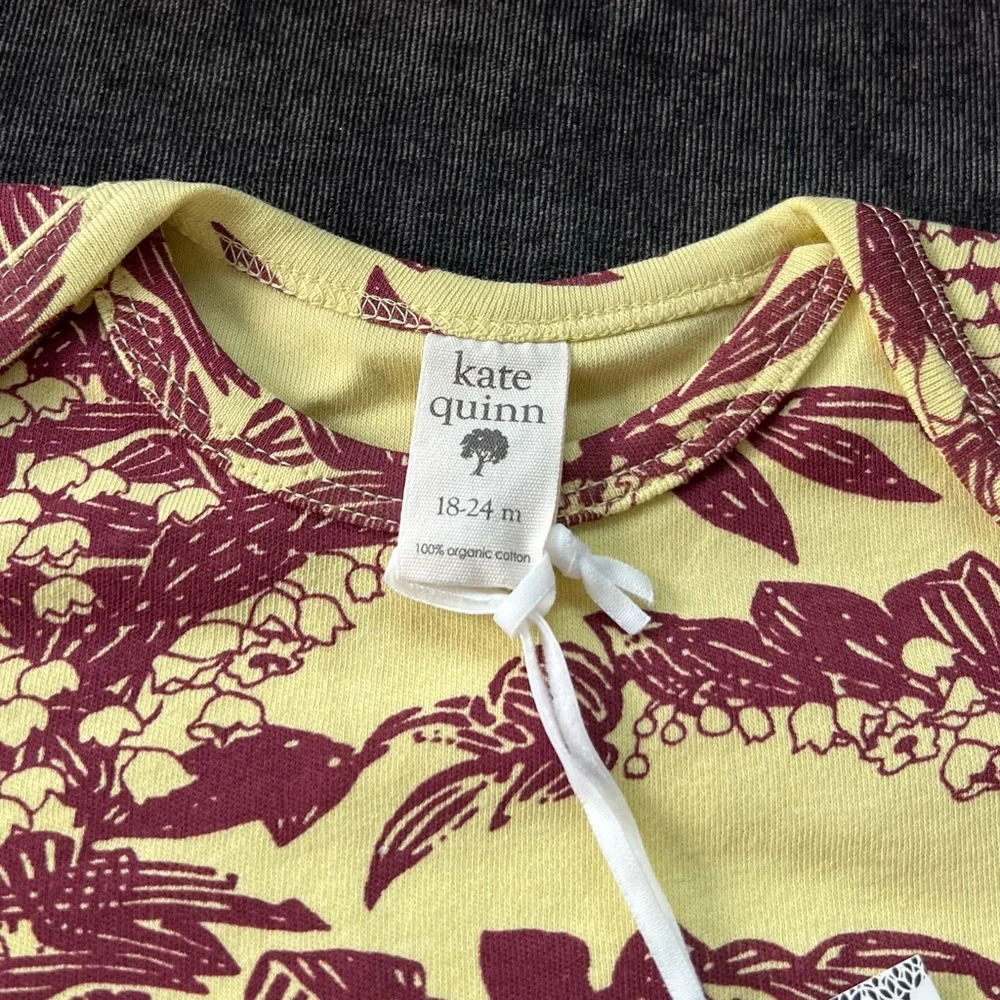 kate
quinn
18-24 m
100% organic cotton